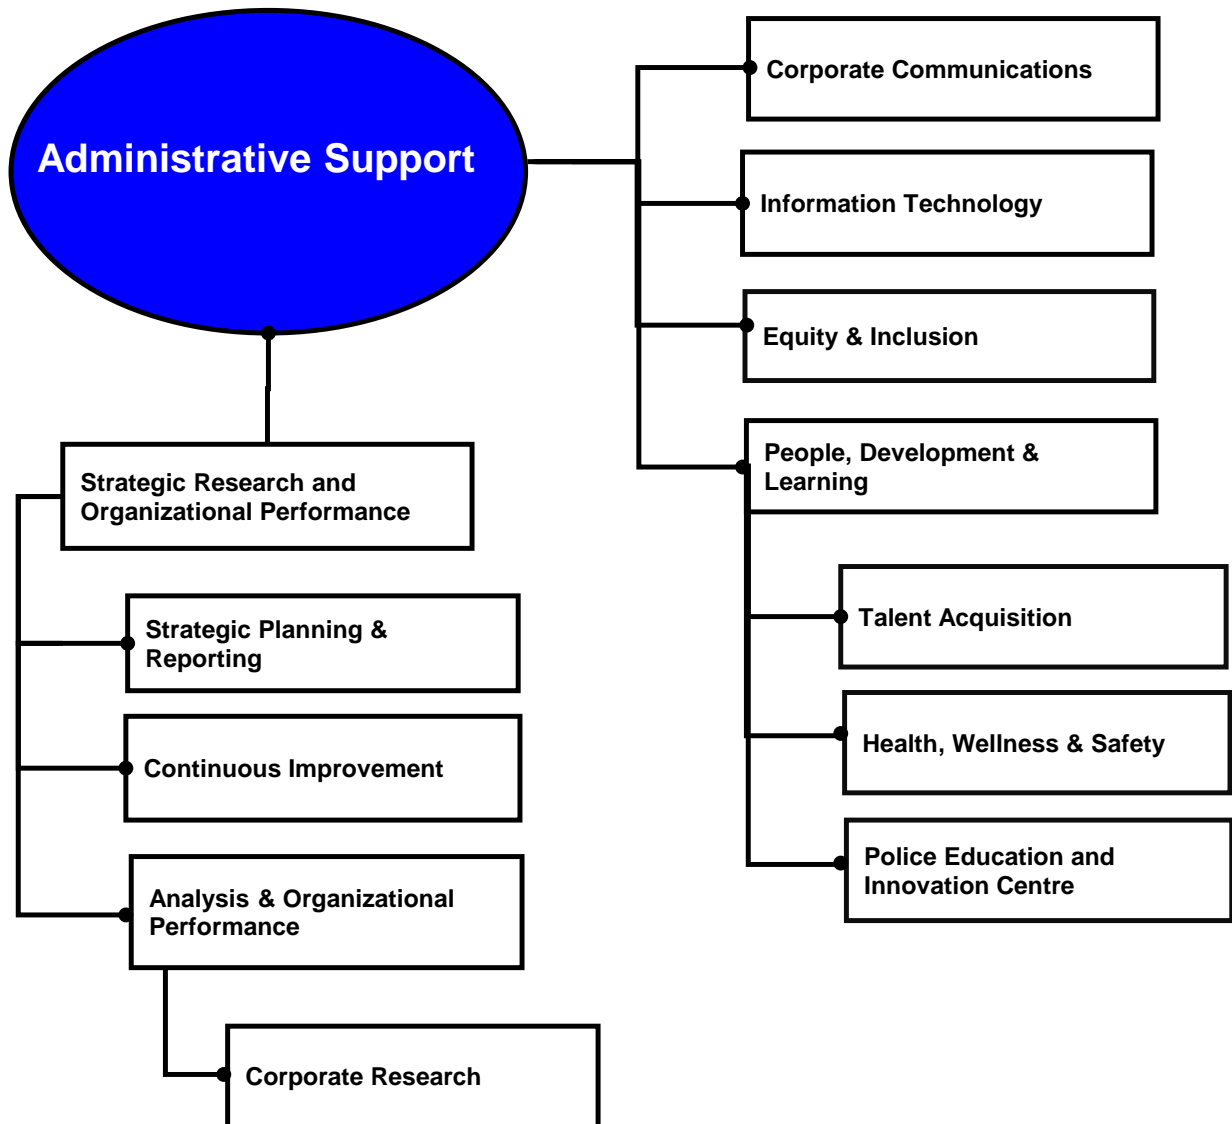 Administrative Support
Corporate Communications
Information Technology
Equity & Inclusion
People, Development &
Learning
Talent Acquisition
Health, Wellness & Safety
Police Education and
Innovation Centre
Strategic Research and
Organizational Performance
Strategic Planning &
Reporting
Continuous Improvement
Analysis & Organizational
Performance
Corporate Research